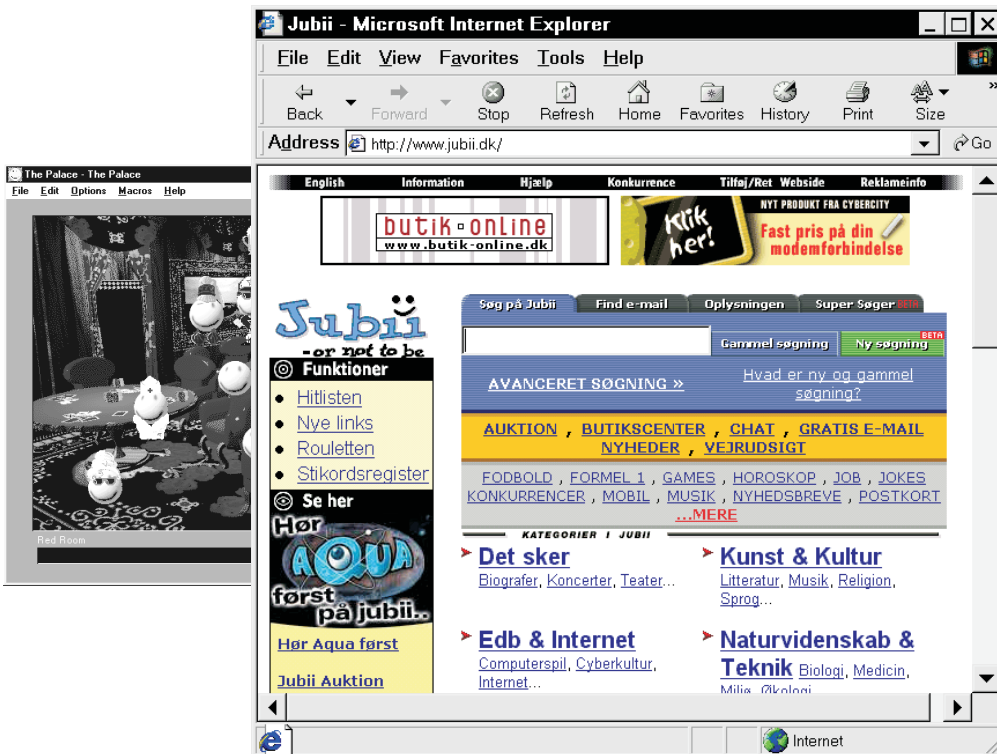 The Palace - The Palace
File Edit Options Macros Help
Red Room
Jubii - Microsoft Internet Explorer
File Edit View Favorites Tools Help
Back Forward Stop Refresh Home Favorites History Print Size »
Address http://www.jubii.dk/ Go
English Information Hjælp Konkurrence Tilføj/Ret Webside Reklameinfo
butik-online
www.butik-online.dk
Klik her!
NYT PRODUKT FRA CYBERCITY
Fast pris på din modemforbindelse
Jubii
-or not to be
Søg på Jubii Find e-mail Oplysningen Super Søger BETA
Gammel søgning Ny søgning BETA
AVANCERET SØGNING » Hvad er ny og gammel søgning?
AUKTION , BUTIKSCENTER , CHAT , GRATIS E-MAIL
NYHEDER , VEJRUDSIGT
FODBOLD , FORMEL 1 , GAMES , HOROSKOP , JOB , JOKES
KONKURRENCER , MOBIL , MUSIK , NYHEDSBREVE , POSTKORT
...MERE
Funktioner
Hitlisten
Nye links
Rouletten
Stikordsregister
Se her
Hør
AQUA
først
på jubii..
Hør Aqua først
Jubii Auktion
KATEGORIER I JUBII
Det sker
Biografer, Koncerter, Teater...
Kunst & Kultur
Litteratur, Musik, Religion,
Sprog...
Edb & Internet
Computerspil, Cyberkultur,
Internet...
Naturvidenskab &
Teknik Biologi, Medicin,
Miljø, Økologi
Internet